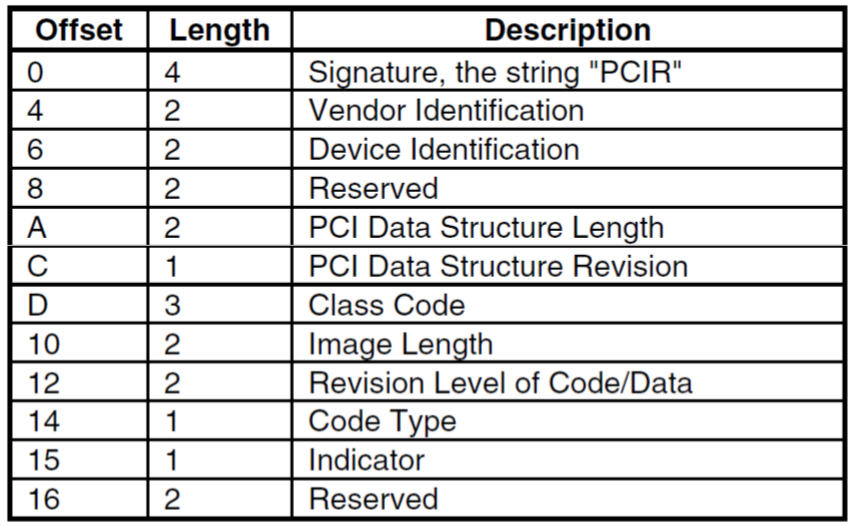 Offset Length Description
0 4 Signature, the string "PCIR"
4 2 Vendor Identification
6 2 Device Identification
8 2 Reserved
A 2 PCI Data Structure Length
C 1 PCI Data Structure Revision
D 3 Class Code
10 2 Image Length
12 2 Revision Level of Code/Data
14 1 Code Type
15 1 Indicator
16 2 Reserved